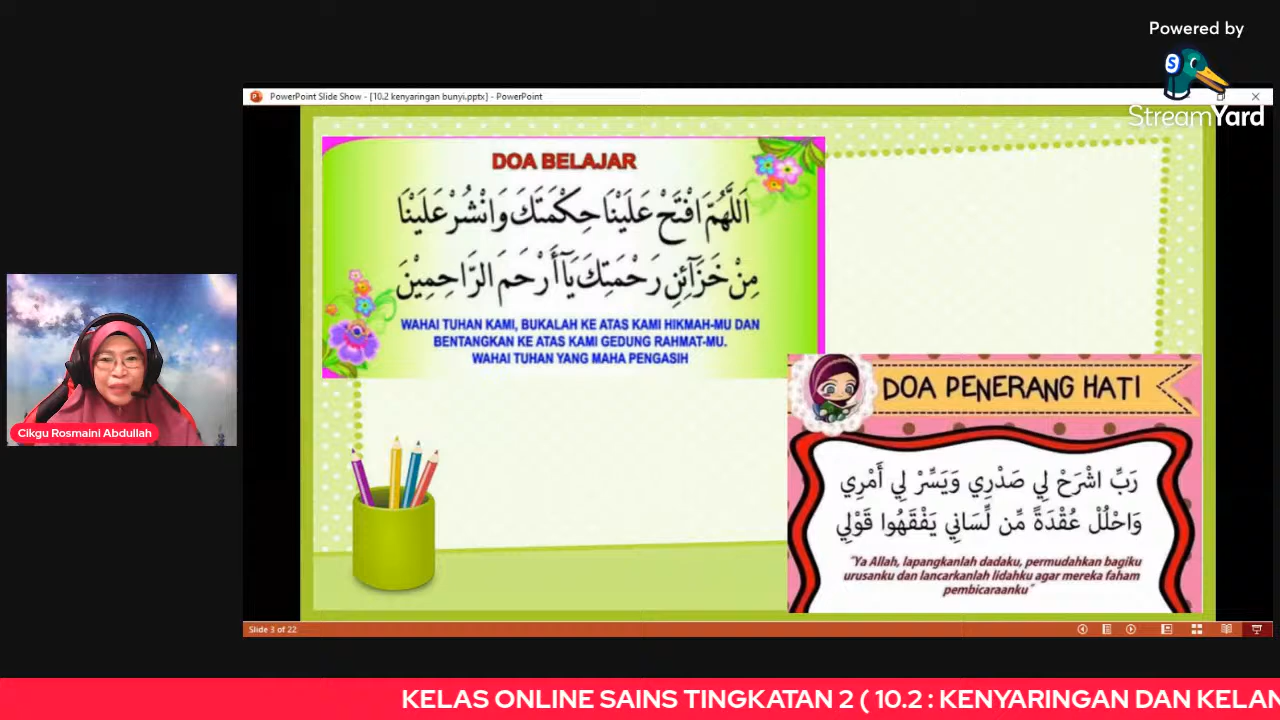 Powered by
StreamYard
PowerPoint Slide Show - [10.2 kenyaringan bunyi.pptx] - PowerPoint
DOA BELAJAR
اَللَّهُمَّ افْتَحْ عَلَيْنَا حِكْمَتَكَ وَانْشُرْ عَلَيْنَا
مِنْ خَزَآئِنِ رَحْمَتِكَ يَآ أَرْحَمَ الرَّاحِمِيْنَ
WAHAI TUHAN KAMI, BUKALAH KE ATAS KAMI HIKMAH-MU DAN
BENTANGKAN KE ATAS KAMI GEDUNG RAHMAT-MU.
WAHAI TUHAN YANG MAHA PENGASIH
DOA PENERANG HATI
رَبِّ اشْرَحْ لِي صَدْرِي وَيَسِّرْ لِي أَمْرِي
وَاحْلُلْ عُقْدَةً مِّن لِّسَانِي يَفْقَهُوا قَوْلِي
"Ya Allah, lapangkanlah dadaku, permudahkan bagiku
urusanku dan lancarkanlah lidahku agar mereka faham
pembicaraanku"
Cikgu Rosmaini Abdullah
Slide 3 of 22
KELAS ONLINE SAINS TINGKATAN 2 ( 10.2 : KENYARINGAN DAN KELAN